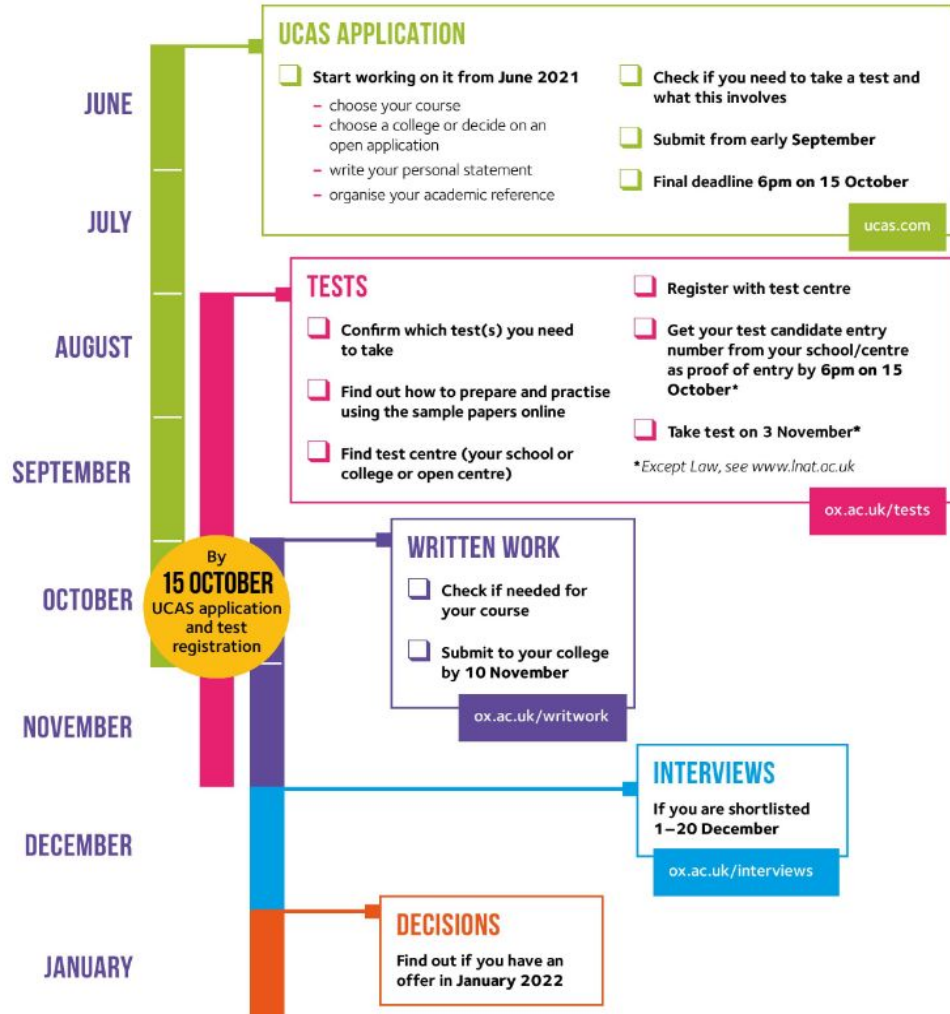 UCAS APPLICATION
Start working on it from June 2021
– choose your course
– choose a college or decide on an
open application
– write your personal statement
– organise your academic reference
Check if you need to take a test and
what this involves
Submit from early September
Final deadline 6pm on 15 October
ucas.com
JUNE
JULY
TESTS
Confirm which test(s) you need
to take
Find out how to prepare and practise
using the sample papers online
Find test centre (your school or
college or open centre)
Register with test centre
Get your test candidate entry
number from your school/centre
as proof of entry by 6pm on 15
October*
Take test on 3 November*
*Except Law, see www.lnat.ac.uk
ox.ac.uk/tests
AUGUST
SEPTEMBER
By
15 OCTOBER
UCAS application
and test
registration
OCTOBER
WRITTEN WORK
Check if needed for
your course
Submit to your college
by 10 November
ox.ac.uk/writwork
NOVEMBER
INTERVIEWS
If you are shortlisted
1–20 December
ox.ac.uk/interviews
DECEMBER
DECISIONS
Find out if you have an
offer in January 2022
JANUARY